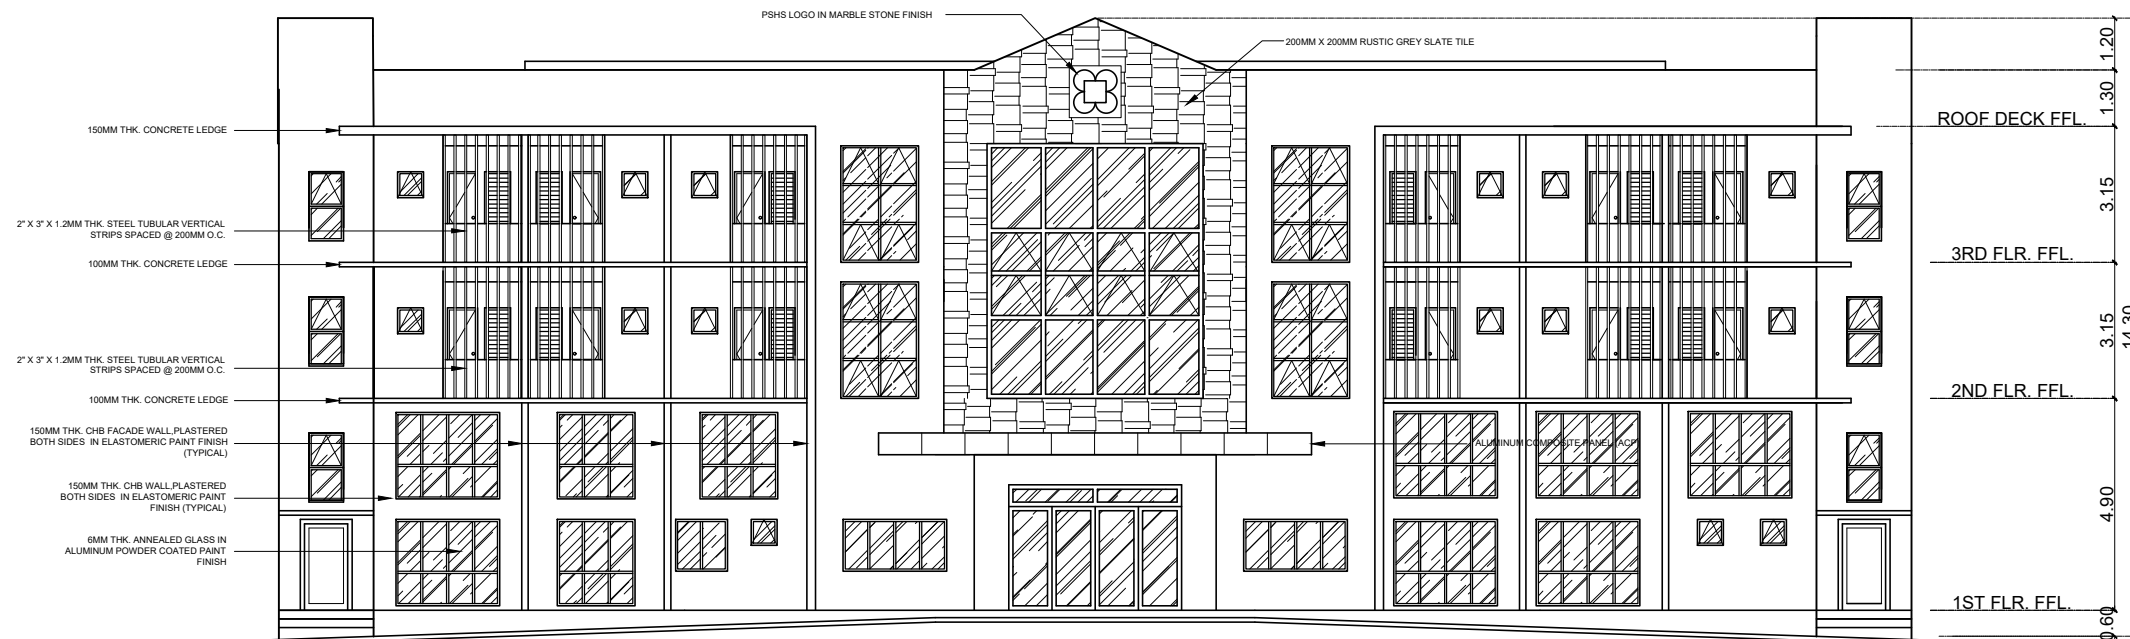 PSHS LOGO IN MARBLE STONE FINISH
200MM X 200MM RUSTIC GREY SLATE TILE
150MM THK. CONCRETE LEDGE
2" X 3" X 1.2MM THK. STEEL TUBULAR VERTICAL
STRIPS SPACED @ 200MM O.C.
100MM THK. CONCRETE LEDGE
2" X 3" X 1.2MM THK. STEEL TUBULAR VERTICAL
STRIPS SPACED @ 200MM O.C.
100MM THK. CONCRETE LEDGE
150MM THK. CHB FACADE WALL,PLASTERED
BOTH SIDES IN ELASTOMERIC PAINT FINISH
(TYPICAL)
150MM THK. CHB WALL,PLASTERED
BOTH SIDES IN ELASTOMERIC PAINT
FINISH (TYPICAL)
6MM THK. ANNEALED GLASS IN
ALUMINUM POWDER COATED PAINT
FINISH
ALUMINUM COMPOSITE PANEL (ACP)
1.20
1.30
ROOF DECK FFL.
3.15
3RD FLR. FFL.
3.15
14.30
2ND FLR. FFL.
4.90
1ST FLR. FFL.
0.60